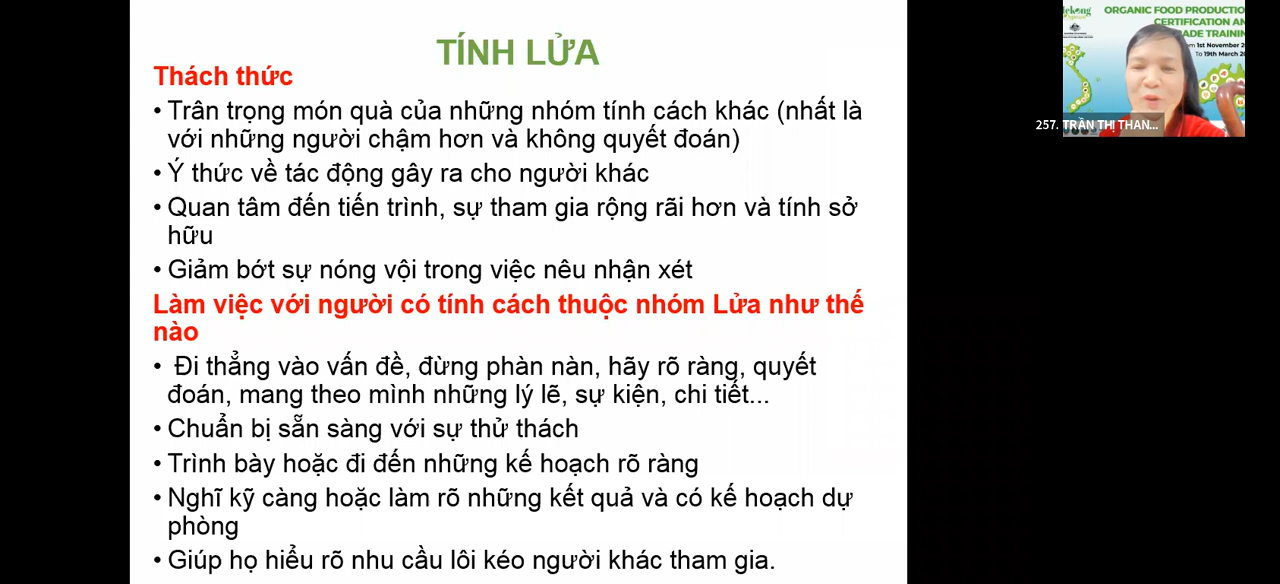 TÍNH LỬA
Thách thức
• Trân trọng món quà của những nhóm tính cách khác (nhất là
với những người chậm hơn và không quyết đoán)
• Ý thức về tác động gây ra cho người khác
• Quan tâm đến tiến trình, sự tham gia rộng rãi hơn và tính sở
hữu
• Giảm bớt sự nóng vội trong việc nêu nhận xét
Làm việc với người có tính cách thuộc nhóm Lửa như thế
nào
• Đi thẳng vào vấn đề, đừng phàn nàn, hãy rõ ràng, quyết
đoán, mang theo mình những lý lẽ, sự kiện, chi tiết...
• Chuẩn bị sẵn sàng với sự thử thách
• Trình bày hoặc đi đến những kế hoạch rõ ràng
• Nghĩ kỹ càng hoặc làm rõ những kết quả và có kế hoạch dự
phòng
• Giúp họ hiểu rõ nhu cầu lôi kéo người khác tham gia.
ORGANIC FOOD PRODUCTIO
CERTIFICATION AN
ADE TRAININ
1st November 2
To 19th March 2
257. TRẦN THỊ THAN...